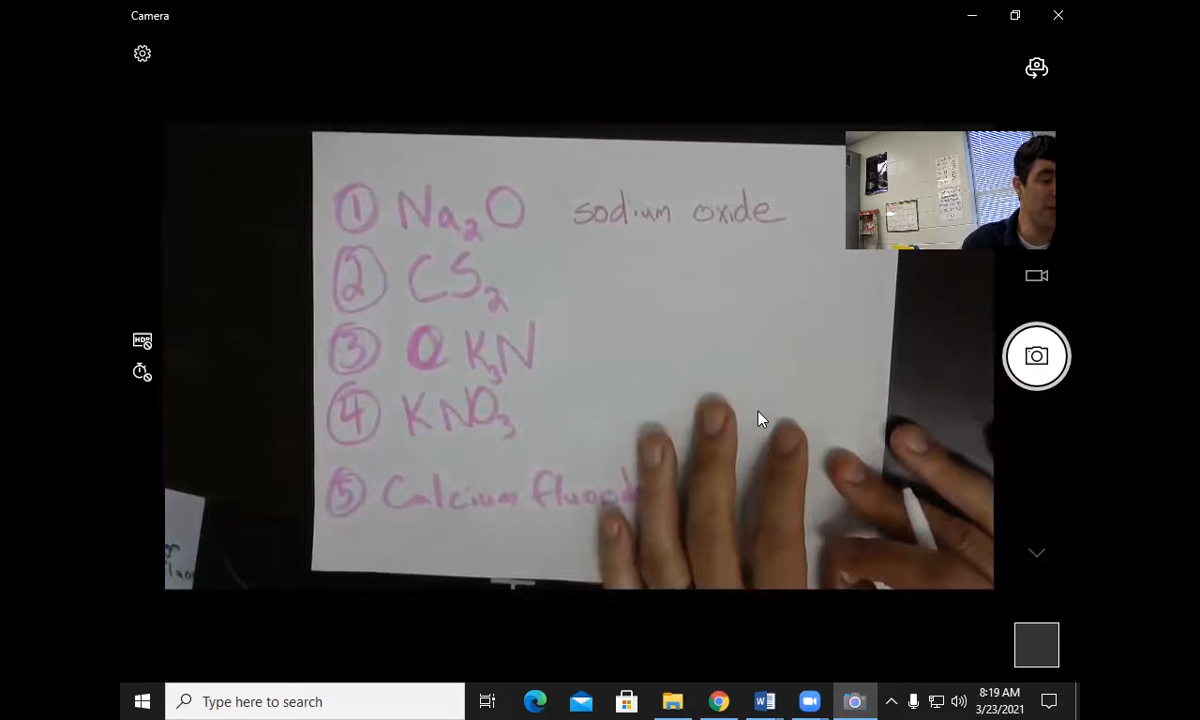 Camera
① Na₂O sodium oxide
② CS₂
③ K₃N
④ KNO₃
⑤ Calcium
Type here to search
8:19 AM
3/23/2021